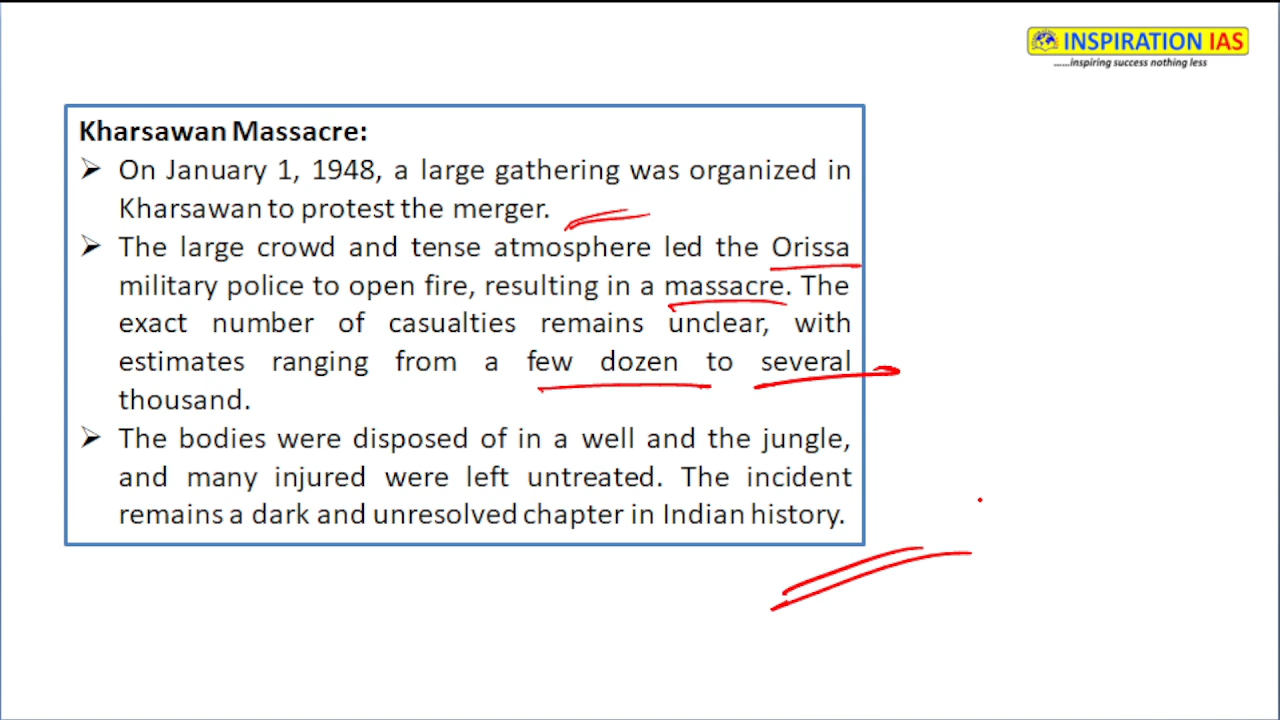 INSPIRATION IAS
......inspiring success nothing less
Kharsawan Massacre:
➢ On January 1, 1948, a large gathering was organized in
Kharsawan to protest the merger.
➢ The large crowd and tense atmosphere led the Orissa
military police to open fire, resulting in a massacre. The
exact number of casualties remains unclear, with
estimates ranging from a few dozen to several
thousand.
➢ The bodies were disposed of in a well and the jungle,
and many injured were left untreated. The incident
remains a dark and unresolved chapter in Indian history.